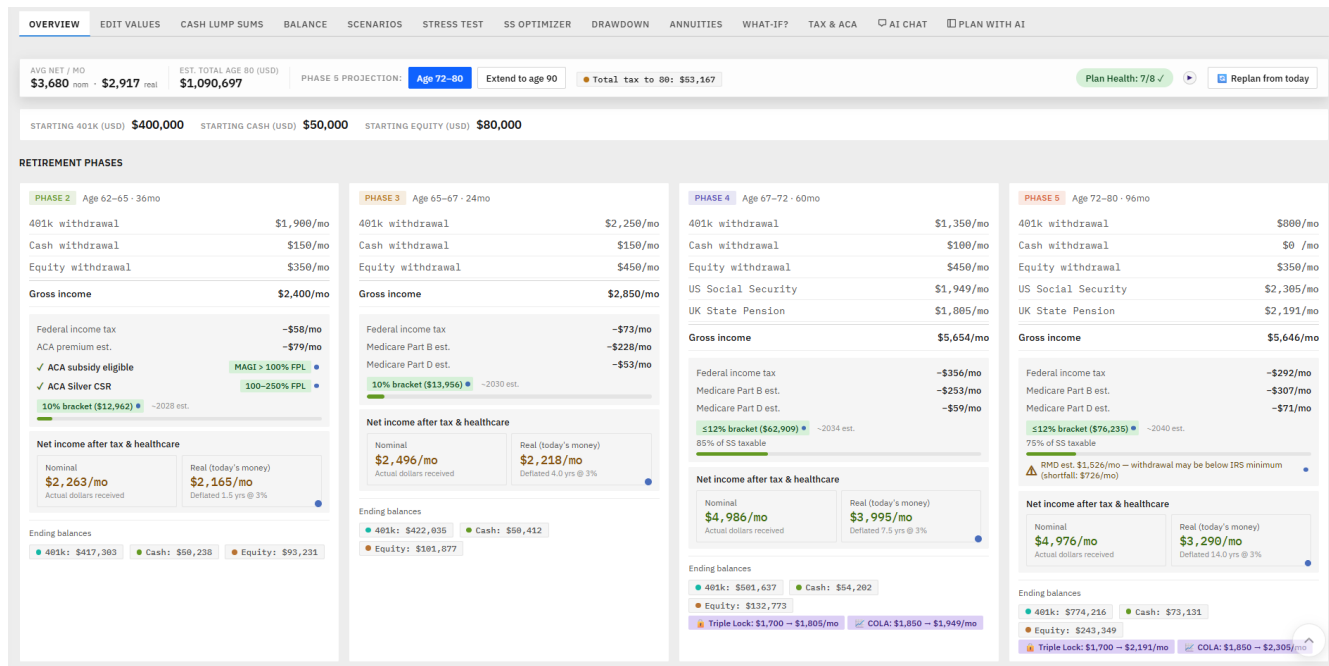 OVERVIEW EDIT VALUES CASH LUMP SUMS BALANCE SCENARIOS STRESS TEST SS OPTIMIZER DRAWDOWN ANNUITIES WHAT-IF? TAX & ACA AI CHAT PLAN WITH AI
AVG NET / MO
$3,680 nom · $2,917 real
EST. TOTAL AGE 80 (USD)
$1,090,697
PHASE 5 PROJECTION: Age 72–80 Extend to age 90 Total tax to 80: $53,167
Plan Health: 7/8 ✓ Replan from today
STARTING 401K (USD) $400,000 STARTING CASH (USD) $50,000 STARTING EQUITY (USD) $80,000
RETIREMENT PHASES
PHASE 2 Age 62–65 · 36mo
401k withdrawal $1,900/mo
Cash withdrawal $150/mo
Equity withdrawal $350/mo
Gross income $2,400/mo
Federal income tax –$58/mo
ACA premium est. –$79/mo
✓ ACA subsidy eligible MAGI > 100% FPL
✓ ACA Silver CSR 100–250% FPL
10% bracket ($12,962) ~2028 est.
Net income after tax & healthcare
Nominal
$2,263/mo
Actual dollars received
Real (today's money)
$2,165/mo
Deflated 1.5 yrs @ 3%
Ending balances
401k: $417,303 Cash: $50,238 Equity: $93,231
PHASE 3 Age 65–67 · 24mo
401k withdrawal $2,250/mo
Cash withdrawal $150/mo
Equity withdrawal $450/mo
Gross income $2,850/mo
Federal income tax –$73/mo
Medicare Part B est. –$228/mo
Medicare Part D est. –$53/mo
10% bracket ($13,956) ~2030 est.
Net income after tax & healthcare
Nominal
$2,496/mo
Actual dollars received
Real (today's money)
$2,218/mo
Deflated 4.0 yrs @ 3%
Ending balances
401k: $422,035 Cash: $50,412
Equity: $101,877
PHASE 4 Age 67–72 · 60mo
401k withdrawal $1,350/mo
Cash withdrawal $100/mo
Equity withdrawal $450/mo
US Social Security $1,949/mo
UK State Pension $1,805/mo
Gross income $5,654/mo
Federal income tax –$356/mo
Medicare Part B est. –$253/mo
Medicare Part D est. –$59/mo
≤12% bracket ($62,909) ~2034 est.
85% of SS taxable
Net income after tax & healthcare
Nominal
$4,986/mo
Actual dollars received
Real (today's money)
$3,995/mo
Deflated 7.5 yrs @ 3%
Ending balances
401k: $501,637 Cash: $54,202
Equity: $132,773
Triple Lock: $1,700 → $1,805/mo COLA: $1,850 → $1,949/mo
PHASE 5 Age 72–80 · 96mo
401k withdrawal $800/mo
Cash withdrawal $0 /mo
Equity withdrawal $350/mo
US Social Security $2,305/mo
UK State Pension $2,191/mo
Gross income $5,646/mo
Federal income tax –$292/mo
Medicare Part B est. –$307/mo
Medicare Part D est. –$71/mo
≤12% bracket ($76,235) ~2040 est.
75% of SS taxable
RMD est. $1,526/mo — withdrawal may be below IRS minimum
(shortfall: $726/mo)
Net income after tax & healthcare
Nominal
$4,976/mo
Actual dollars received
Real (today's money)
$3,290/mo
Deflated 14.0 yrs @ 3%
Ending balances
401k: $774,216 Cash: $73,131
Equity: $243,349
Triple Lock: $1,700 → $2,191/mo COLA: $1,850 → $2,305/mo